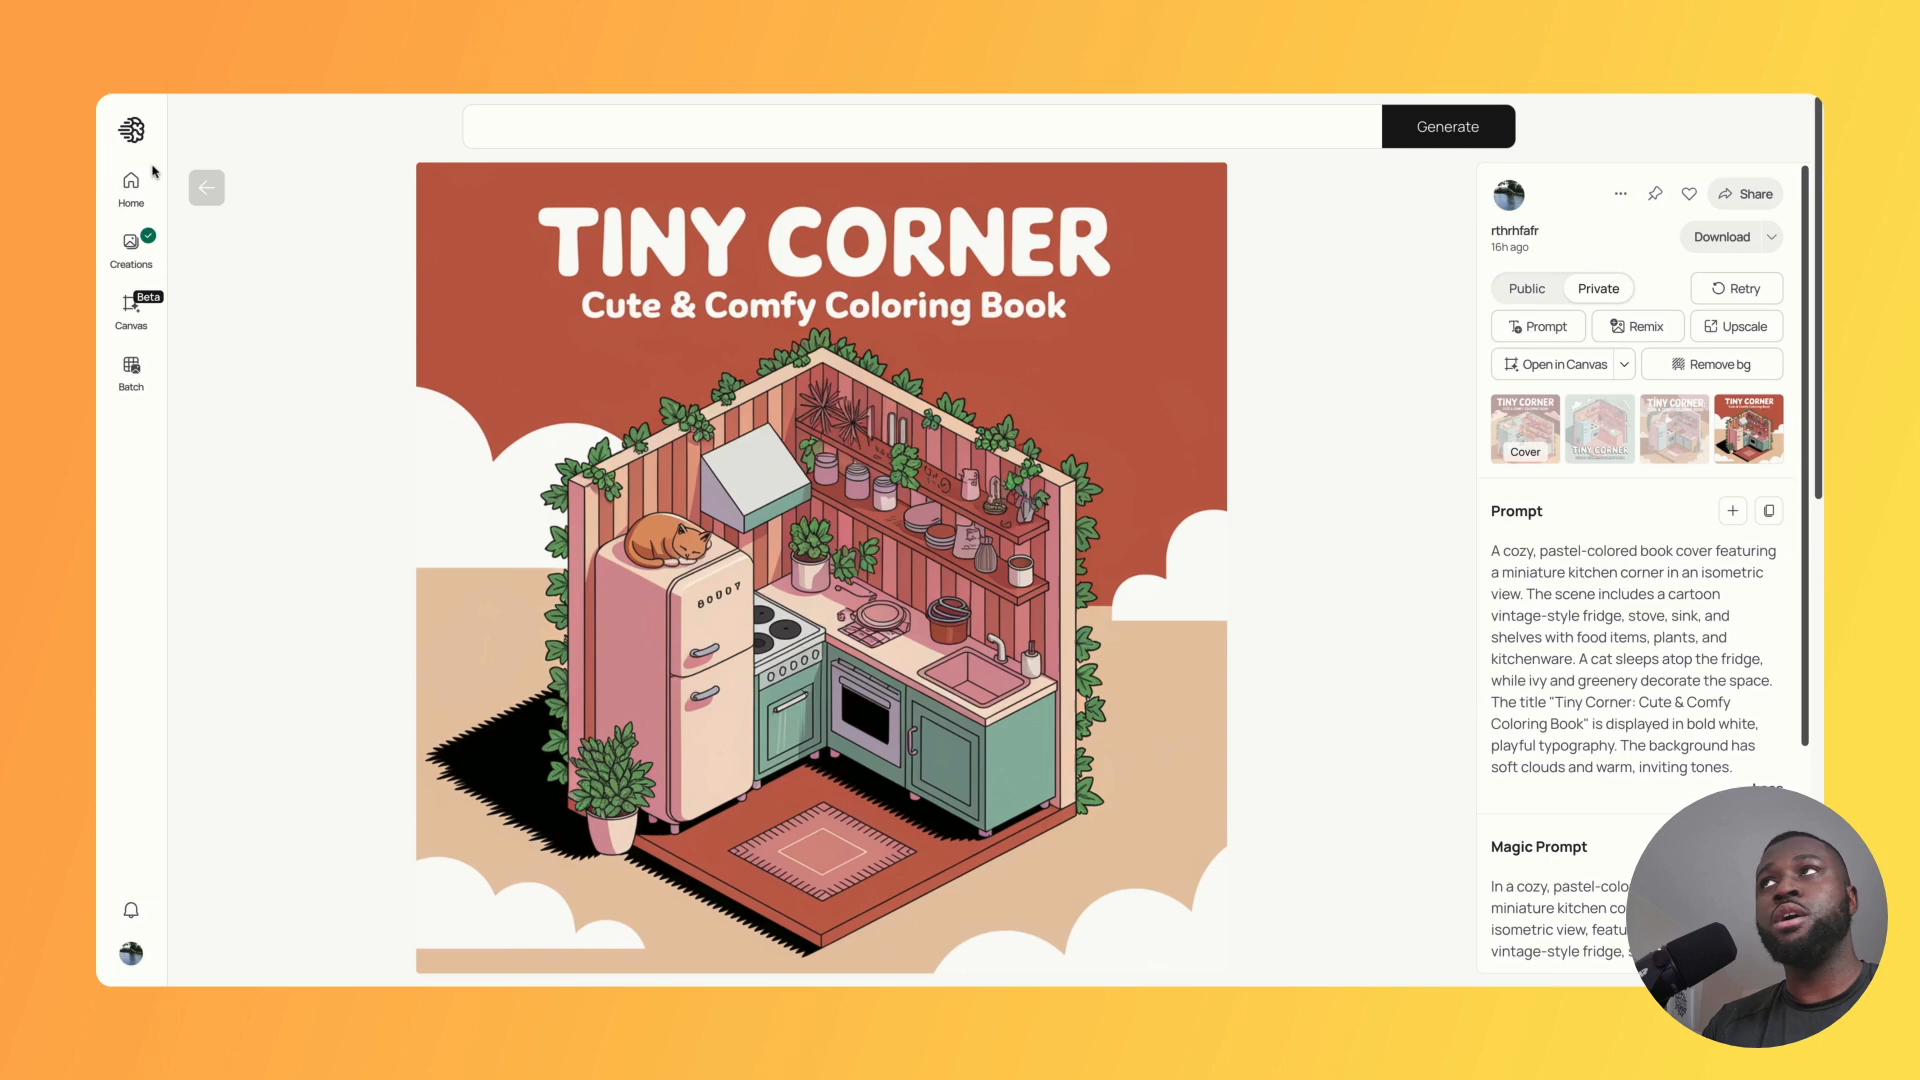 Generate
Home
Creations
Beta
Canvas
Batch
TINY CORNER
Cute & Comfy Coloring Book
Share
rthrhfafr
16h ago
Download
Public
Private
Retry
Prompt
Remix
Upscale
Open in Canvas
Remove bg
TINY CORNER
Cover
TINY CORNER
TINY CORNER
TINY CORNER
Prompt
A cozy, pastel-colored book cover featuring
a miniature kitchen corner in an isometric
view. The scene includes a cartoon
vintage-style fridge, stove, sink, and
shelves with food items, plants, and
kitchenware. A cat sleeps atop the fridge,
while ivy and greenery decorate the space.
The title "Tiny Corner: Cute & Comfy
Coloring Book" is displayed in bold white,
playful typography. The background has
soft clouds and warm, inviting tones.
Magic Prompt
In a cozy, pastel-colo
miniature kitchen co
isometric view, featu
vintage-style fridge,